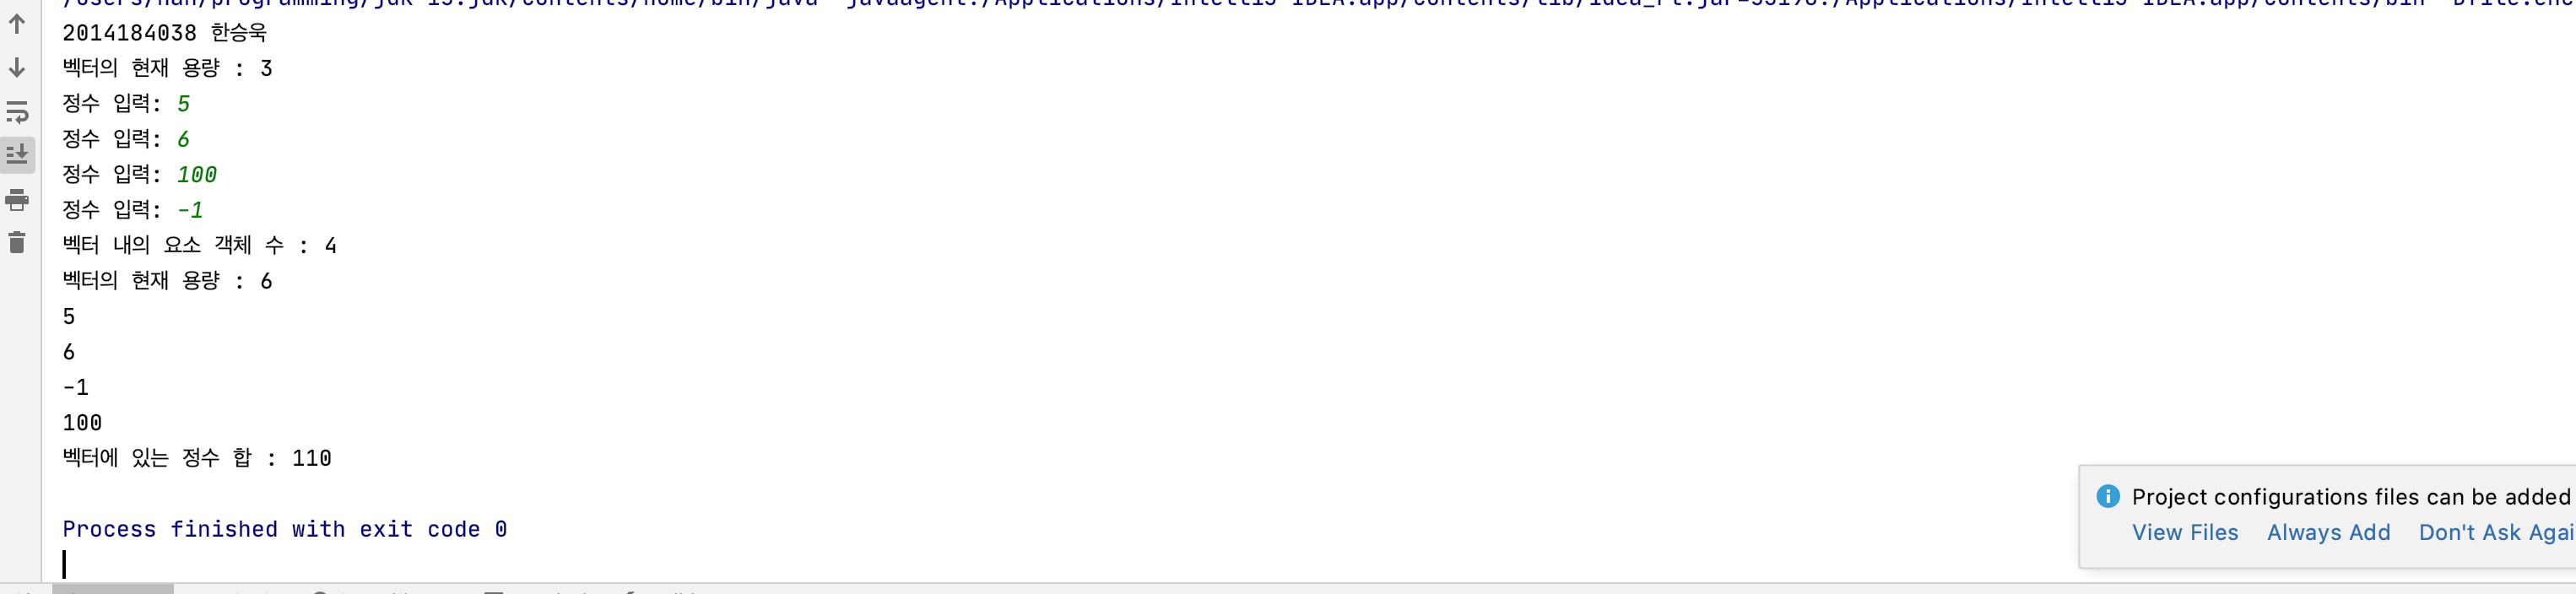 2014184038 한승욱
벡터의 현재 용량 : 3
정수 입력: 5
정수 입력: 6
정수 입력: 100
정수 입력: -1
벡터 내의 요소 객체 수 : 4
벡터의 현재 용량 : 6
5
6
-1
100
벡터에 있는 정수 합 : 110
Process finished with exit code 0
Project configurations files can be added
View Files Always Add Don't Ask